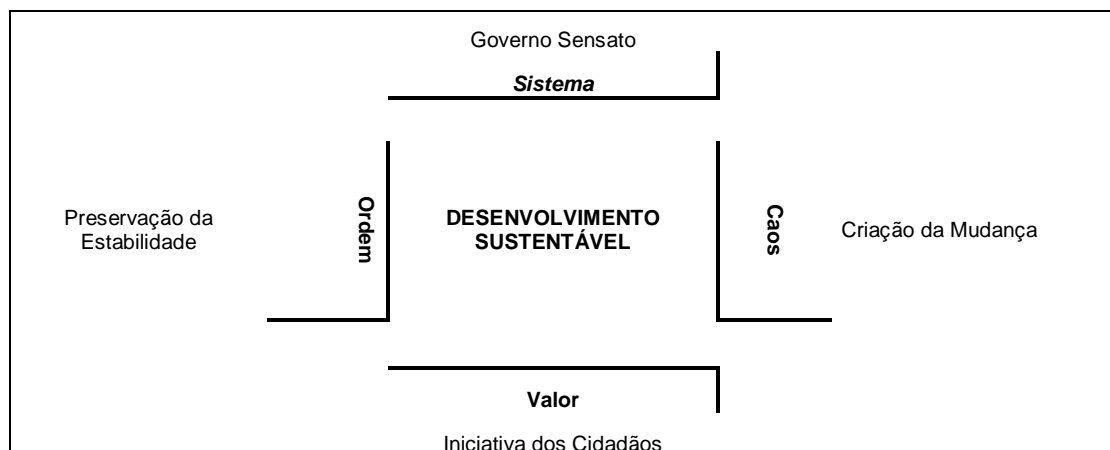 Governo Sensato
Sistema
Preservação da
Estabilidade
Ordem
DESENVOLVIMENTO
SUSTENTÁVEL
Caos
Criação da Mudança
Valor
Iniciativa dos Cidadãos